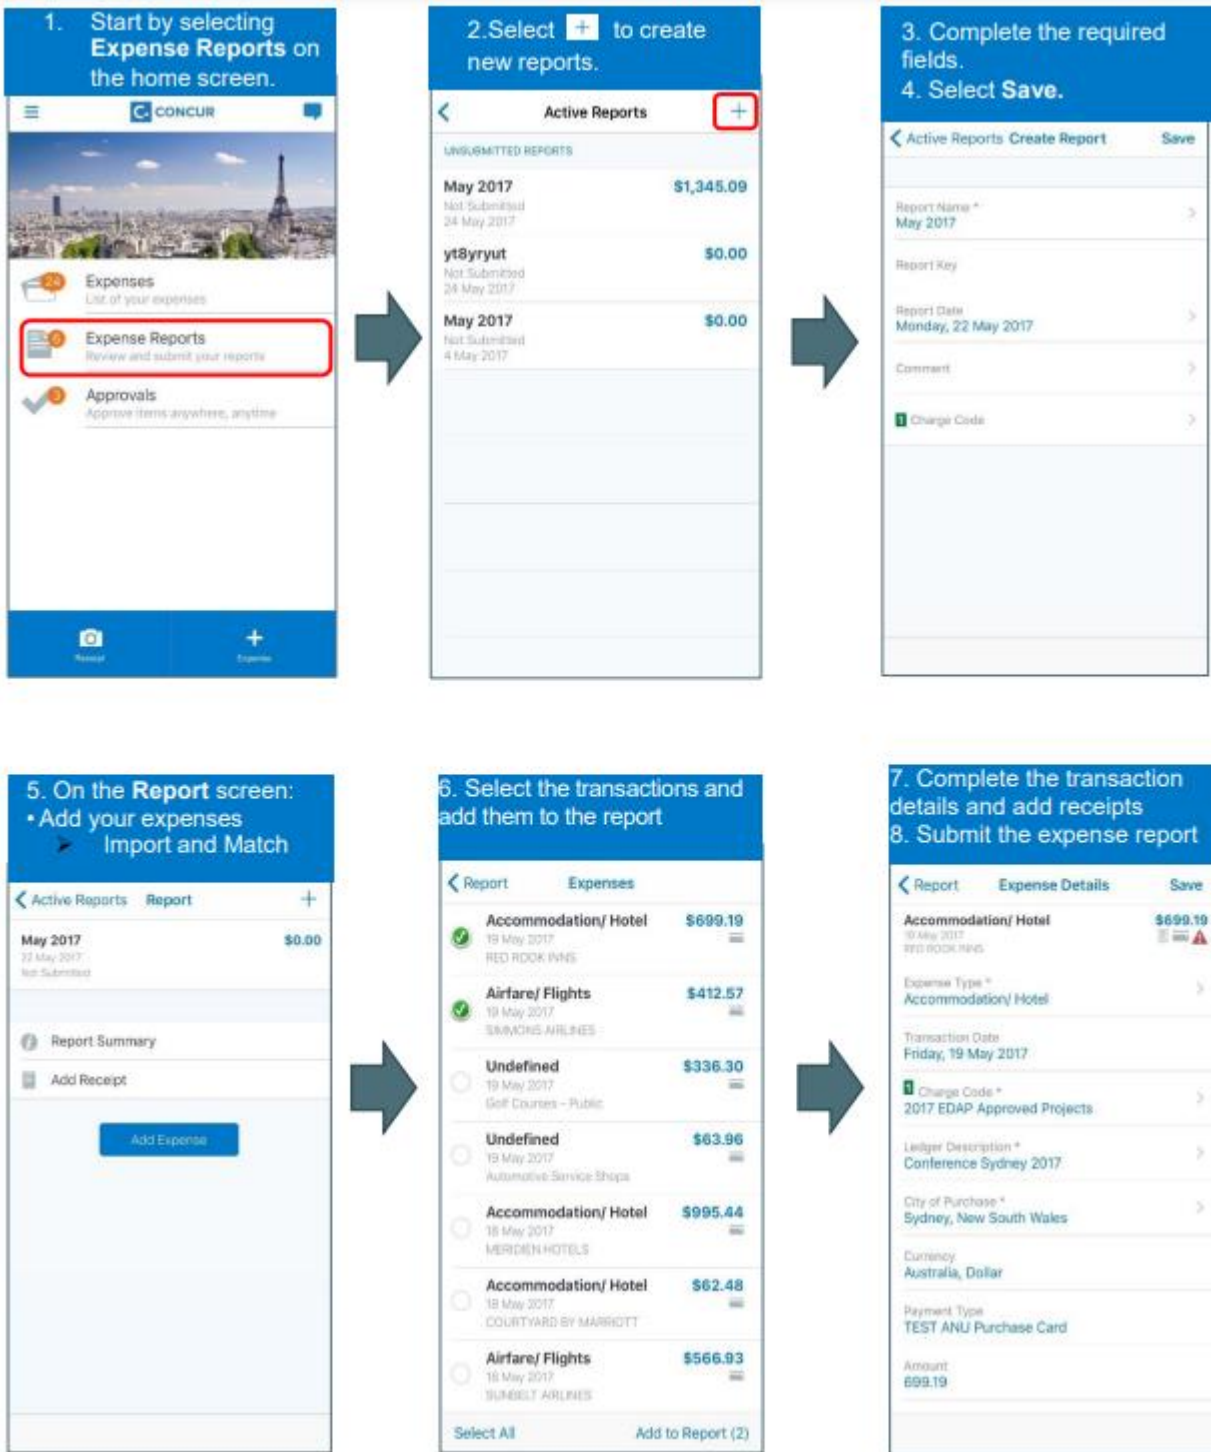 1. Start by selecting
Expense Reports on
the home screen.
CONCUR
24
Expenses
List of your expenses
6
Expense Reports
Review and submit your reports
3
Approvals
Approve items anywhere, anytime
Receipt
+
Expense
2.Select + to create
new reports.
Active Reports +
UNSUBMITTED REPORTS
May 2017 $1,345.09
Not Submitted
24 May 2017
yt8yryut $0.00
Not Submitted
24 May 2017
May 2017 $0.00
Not Submitted
4 May 2017
3. Complete the required
fields.
4. Select Save.
Active Reports Create Report Save
Report Name *
May 2017
Report Key
Report Date
Monday, 22 May 2017
Comment
1 Charge Code
5. On the Report screen:
• Add your expenses
➤ Import and Match
Active Reports Report +
May 2017 $0.00
22 May 2017
Not Submitted
Report Summary
Add Receipt
Add Expense
6. Select the transactions and
add them to the report
Report Expenses
Accommodation/ Hotel $699.19
19 May 2017
RED ROOK INNS
Airfare/ Flights $412.57
19 May 2017
SIMMONS AIRLINES
Undefined $336.30
19 May 2017
Golf Courses – Public
Undefined $63.96
19 May 2017
Automotive Service Shops
Accommodation/ Hotel $995.44
18 May 2017
MERIDIEN HOTELS
Accommodation/ Hotel $62.48
18 May 2017
COURTYARD BY MARRIOTT
Airfare/ Flights $566.93
18 May 2017
SUNBELT AIRLINES
Select All Add to Report (2)
7. Complete the transaction
details and add receipts
8. Submit the expense report
Report Expense Details Save
Accommodation/ Hotel $699.19
19 May 2017
RED ROOK INNS
Expense Type *
Accommodation/ Hotel
Transaction Date
Friday, 19 May 2017
1 Charge Code *
2017 EDAP Approved Projects
Ledger Description *
Conference Sydney 2017
City of Purchase *
Sydney, New South Wales
Currency
Australia, Dollar
Payment Type
TEST ANU Purchase Card
Amount
699.19